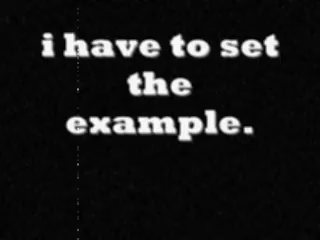 i have to set
the
example.